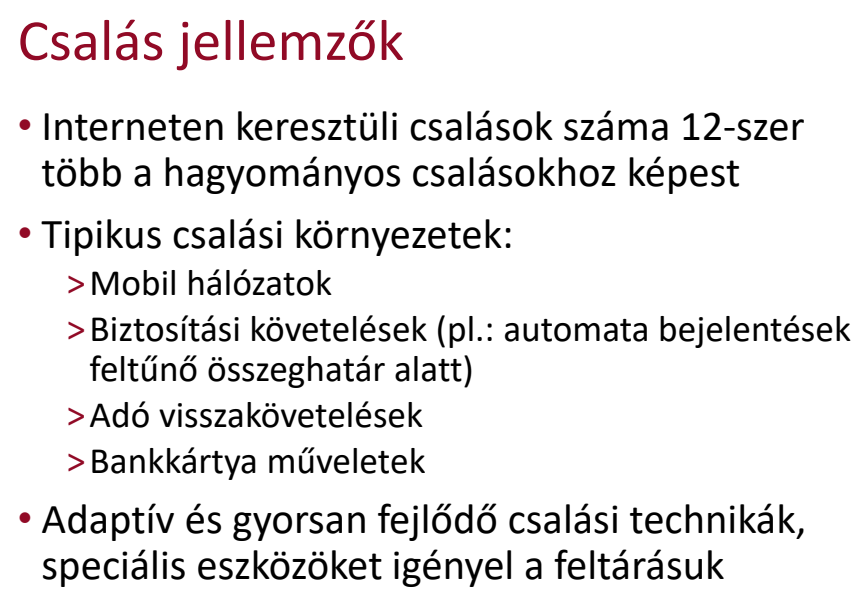 Csalás jellemzők
• Interneten keresztüli csalások száma 12-szer
több a hagyományos csalásokhoz képest
• Tipikus csalási környezetek:
>Mobil hálózatok
>Biztosítási követelések (pl.: automata bejelentések
feltűnő összeghatár alatt)
>Adó visszakövetelések
>Bankkártya műveletek
• Adaptív és gyorsan fejlődő csalási technikák,
speciális eszközöket igényel a feltárásuk